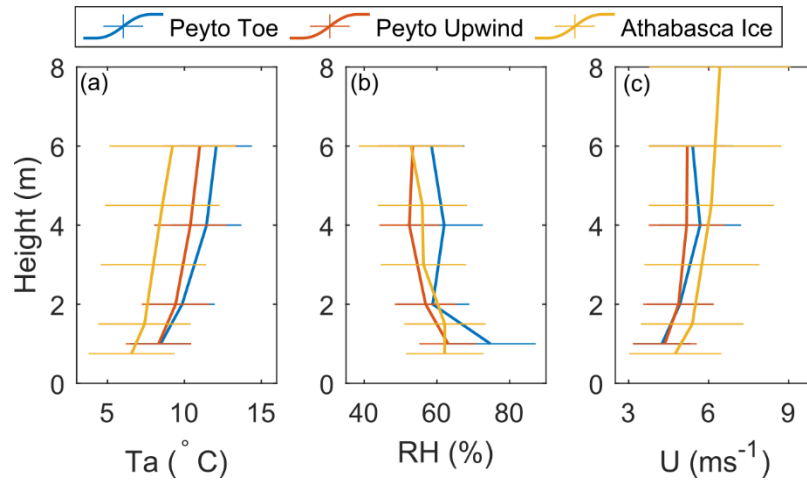 Peyto Toe Peyto Upwind Athabasca Ice
(a) (b) (c)
8 8 8
6 6 6
4 4 4
2 2 2
0 0 0
5 10 15 40 60 80 3 6 9
Height (m)
Ta (° C) RH (%) U (ms⁻¹)